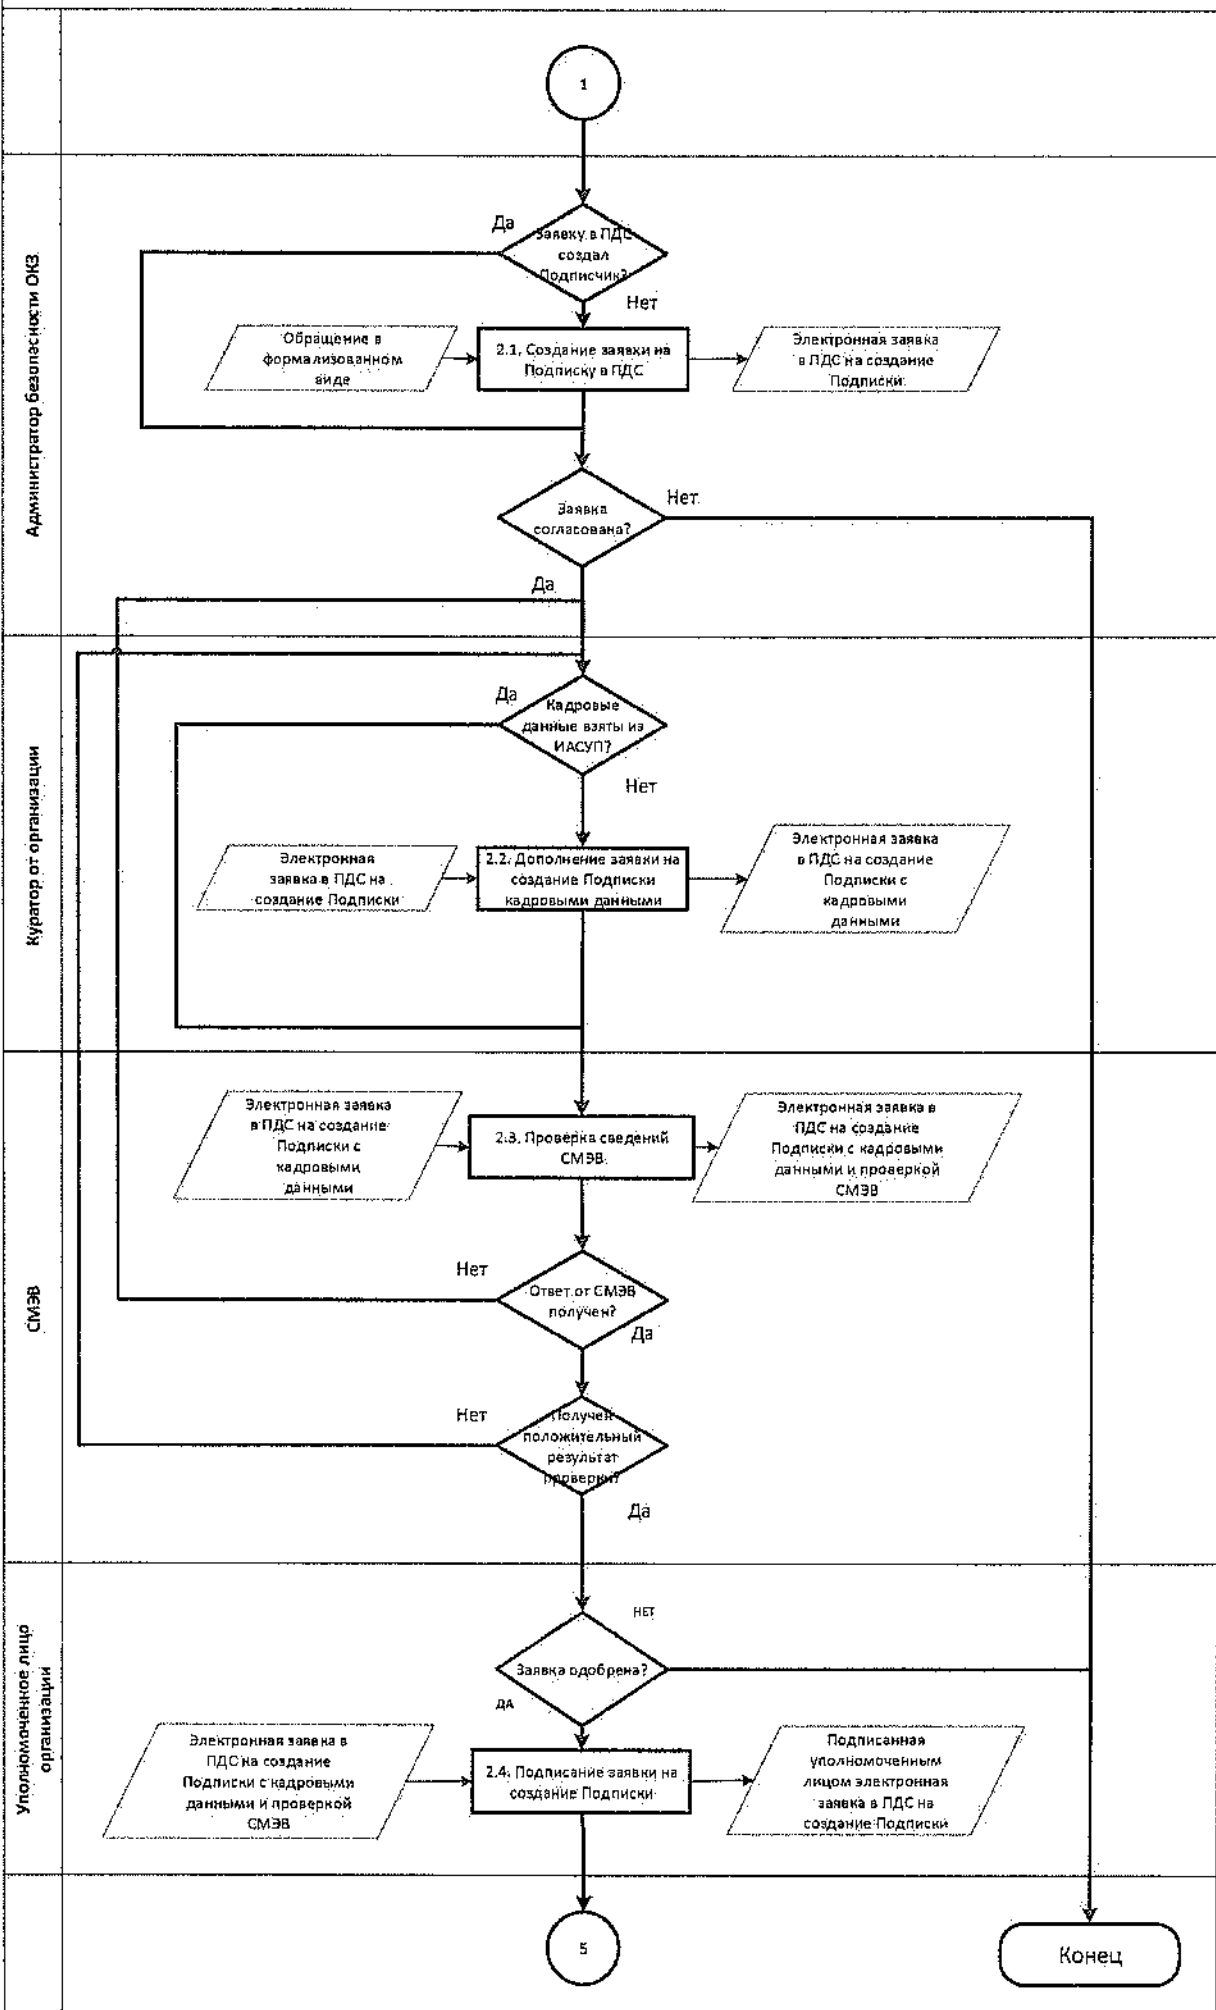 1
Администратор безопасности ОКЗ
Да
Заявку в ПДС
создал
Подписчик?
Нет
Обращение в
формализованном
виде
2.1. Создание заявки на
Подписку в ПДС
Электронная заявка
в ПДС на создание
Подписки
Заявка
согласована?
Нет
Да
Куратор от организации
Да
Кадровые
данные взяты из
ИАСУП?
Нет
Электронная
заявка в ПДС на
создание Подписки
2.2. Дополнение заявки на
создание Подписки
кадровыми данными
Электронная заявка
в ПДС на создание
Подписки с
кадровыми
данными
СМЭВ
Электронная заявка
в ПДС на создание
Подписки с
кадровыми
данными
2.3. Проверка сведений
СМЭВ
Электронная заявка в
ПДС на создание
Подписки с кадровыми
данными и проверкой
СМЭВ
Нет
Ответ от СМЭВ
получен?
Да
Нет
Получен
положительный
результат
проверки?
Да
Уполномоченное лицо
организации
НЕТ
Заявка одобрена?
ДА
Электронная заявка в
ПДС на создание
Подписки с кадровыми
данными и проверкой
СМЭВ
2.4. Подписание заявки на
создание Подписки
Подписанная
уполномоченным
лицом электронная
заявка в ПДС на
создание Подписки
5
Конец